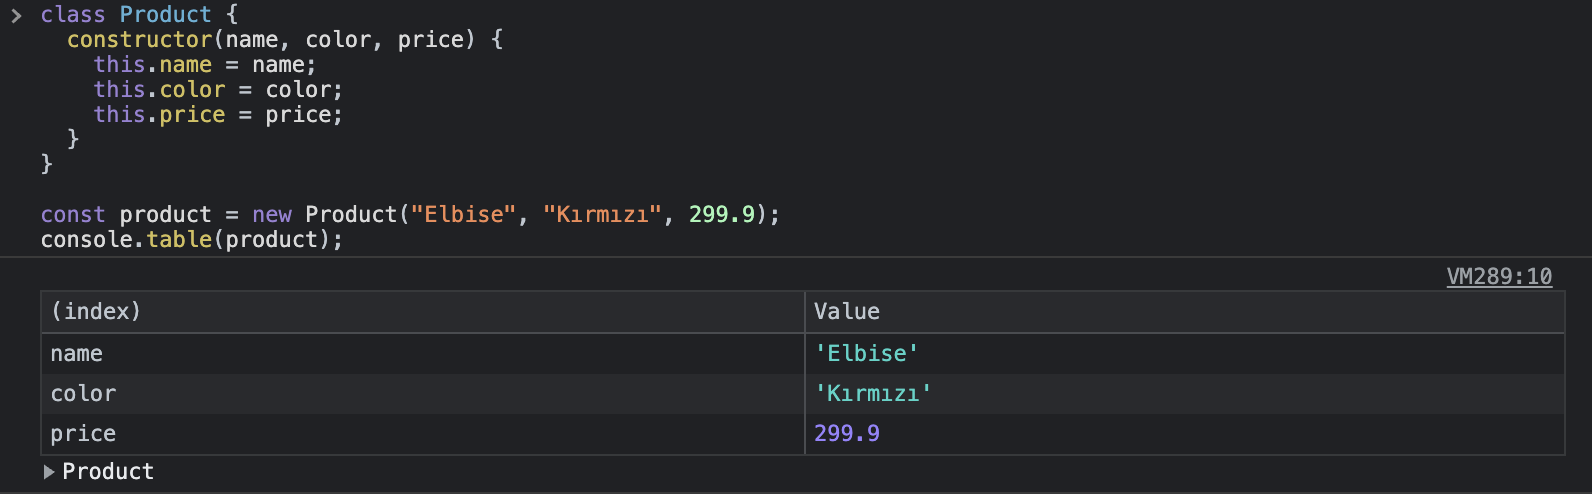 class Product {
  constructor(name, color, price) {
    this.name = name;
    this.color = color;
    this.price = price;
  }
}

const product = new Product("Elbise", "Kırmızı", 299.9);
console.table(product);
VM289:10
(index) Value
name 'Elbise'
color 'Kırmızı'
price 299.9
Product